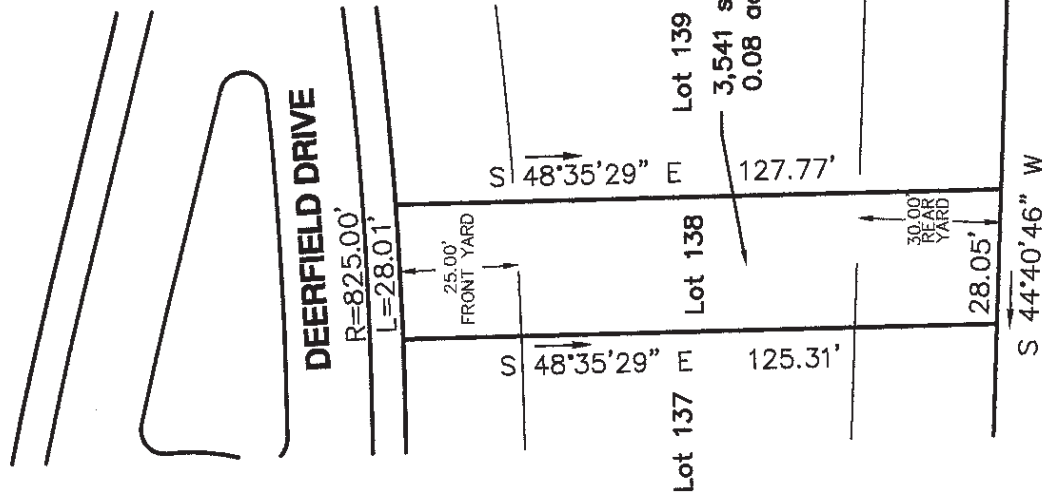 DEERFIELD DRIVE
R=825.00'
L=28.01'
25.00'
FRONT YARD
S 48°35'29" E 127.77'
Lot 139
3,541 s
0.08 ac
Lot 138
S 48°35'29" E 125.31'
Lot 137
30.00'
REAR
YARD
28.05'
S 44°40'46" W